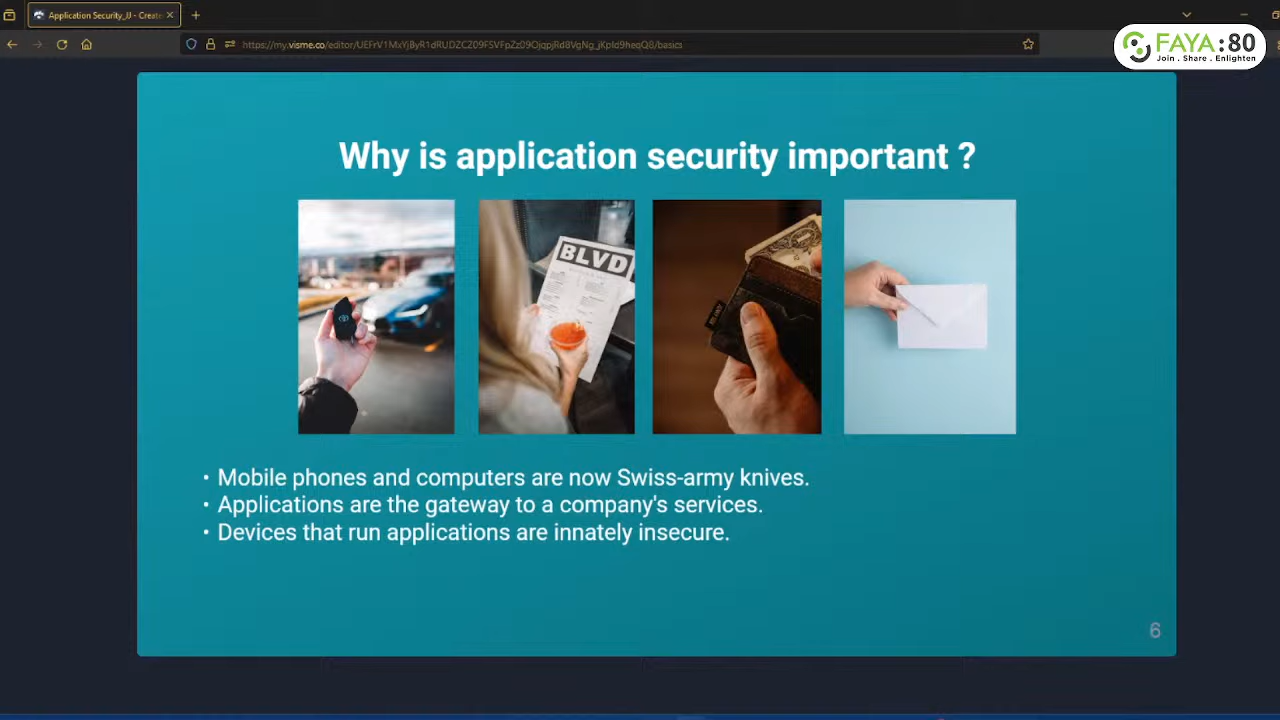 Application Security_JJ - Create
https://my.visme.co/editor/
/basics
FAYA:80
Join . Share . Enlighten
Why is application security important ?
BLVD
• Mobile phones and computers are now Swiss-army knives.
• Applications are the gateway to a company's services.
• Devices that run applications are innately insecure.
6